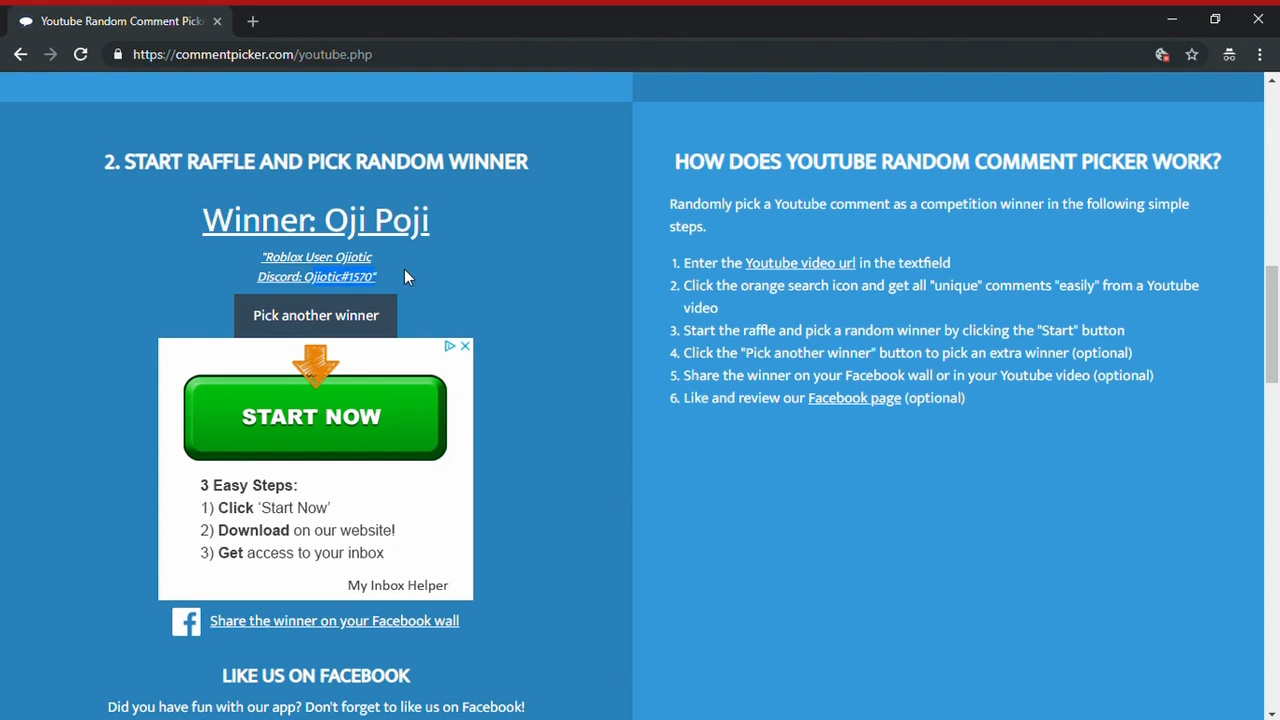 Youtube Random Comment Pick
https://commentpicker.com/youtube.php
2. START RAFFLE AND PICK RANDOM WINNER
Winner: Oji Poji
"Roblox User: Ojiotic
Discord: Ojiotic#1570"
Pick another winner
START NOW
3 Easy Steps:
1) Click ‘Start Now’
2) Download on our website!
3) Get access to your inbox
My Inbox Helper
Share the winner on your Facebook wall
LIKE US ON FACEBOOK
Did you have fun with our app? Don't forget to like us on Facebook!
HOW DOES YOUTUBE RANDOM COMMENT PICKER WORK?
Randomly pick a Youtube comment as a competition winner in the following simple
steps.
1. Enter the Youtube video url in the textfield
2. Click the orange search icon and get all "unique" comments "easily" from a Youtube
video
3. Start the raffle and pick a random winner by clicking the "Start" button
4. Click the "Pick another winner" button to pick an extra winner (optional)
5. Share the winner on your Facebook wall or in your Youtube video (optional)
6. Like and review our Facebook page (optional)